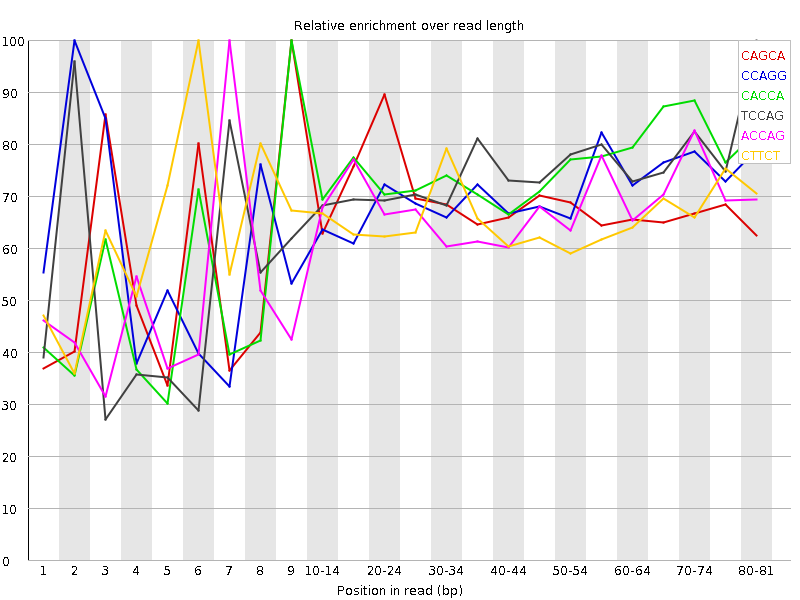 Relative enrichment over read length
100
90
80
70
60
50
40
30
20
10
0
CAGCA
CCAGG
CACCA
TCCAG
ACCAG
CTTCT
1 2 3 4 5 6 7 8 9 10-14 20-24 30-34 40-44 50-54 60-64 70-74 80-81
Position in read (bp)